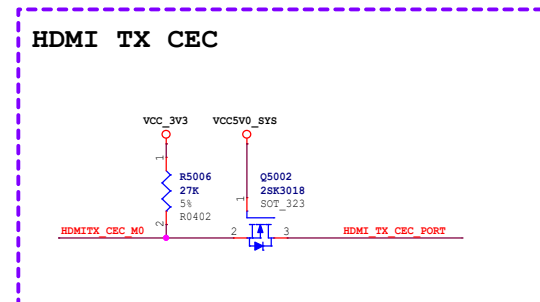 HDMI TX CEC
VCC_3V3 VCC5V0_SYS
1
R5006
27K
5%
R0402
2
1
Q5002
2SK3018
SOT_323
HDMITX_CEC_M0 2 3 HDMI_TX_CEC_PORT